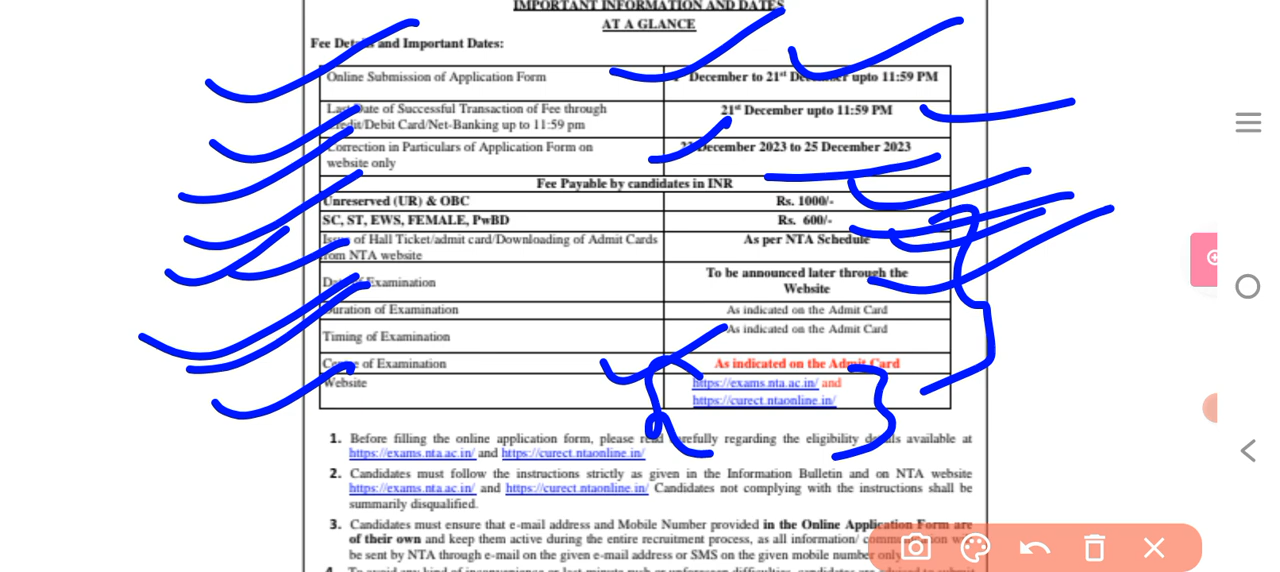 IMPORTANT INFORMATION AND DATES
AT A GLANCE
Fee Details and Important Dates:
Online Submission of Application Form
December to 21st December upto 11:59 PM
Last Date of Successful Transaction of Fee through
Credit/Debit Card/Net-Banking up to 11:59 pm
21st December upto 11:59 PM
Correction in Particulars of Application Form on
website only
December 2023 to 25 December 2023
Fee Payable by candidates in INR
Unreserved (UR) & OBC
Rs. 1000/-
SC, ST, EWS, FEMALE, PwBD
Rs. 600/-
Issue of Hall Ticket/admit card/Downloading of Admit Cards
from NTA website
As per NTA Schedule
Date of Examination
To be announced later through the
Website
Duration of Examination
As indicated on the Admit Card
Timing of Examination
As indicated on the Admit Card
Centre of Examination
As indicated on the Admit Card
Website
https://exams.nta.ac.in/ and
https://curect.ntaonline.in/
1. Before filling the online application form, please read carefully regarding the eligibility details available at
https://exams.nta.ac.in/ and https://curect.ntaonline.in/
2. Candidates must follow the instructions strictly as given in the Information Bulletin and on NTA website
https://exams.nta.ac.in/ and https://curect.ntaonline.in/ Candidates not complying with the instructions shall be
summarily disqualified.
3. Candidates must ensure that e-mail address and Mobile Number provided in the Online Application Form are
of their own and keep them active during the entire recruitment process, as all information/ communication will
be sent by NTA through e-mail on the given e-mail address or SMS on the given mobile number only.